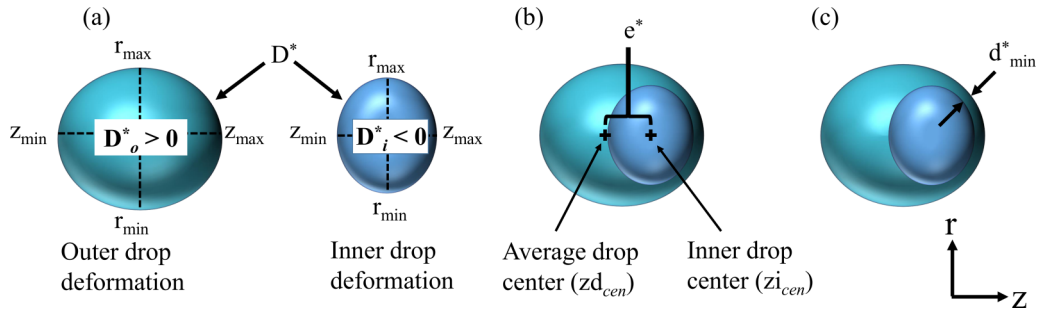 (a)
r_max
D*
z_min
D*_o > 0
z_max
r_min
Outer drop
deformation
r_max
z_min
D*_i < 0
z_max
r_min
Inner drop
deformation
(b)
e*
Average drop
center (zd_cen)
Inner drop
center (zi_cen)
(c)
d*_min
r
z